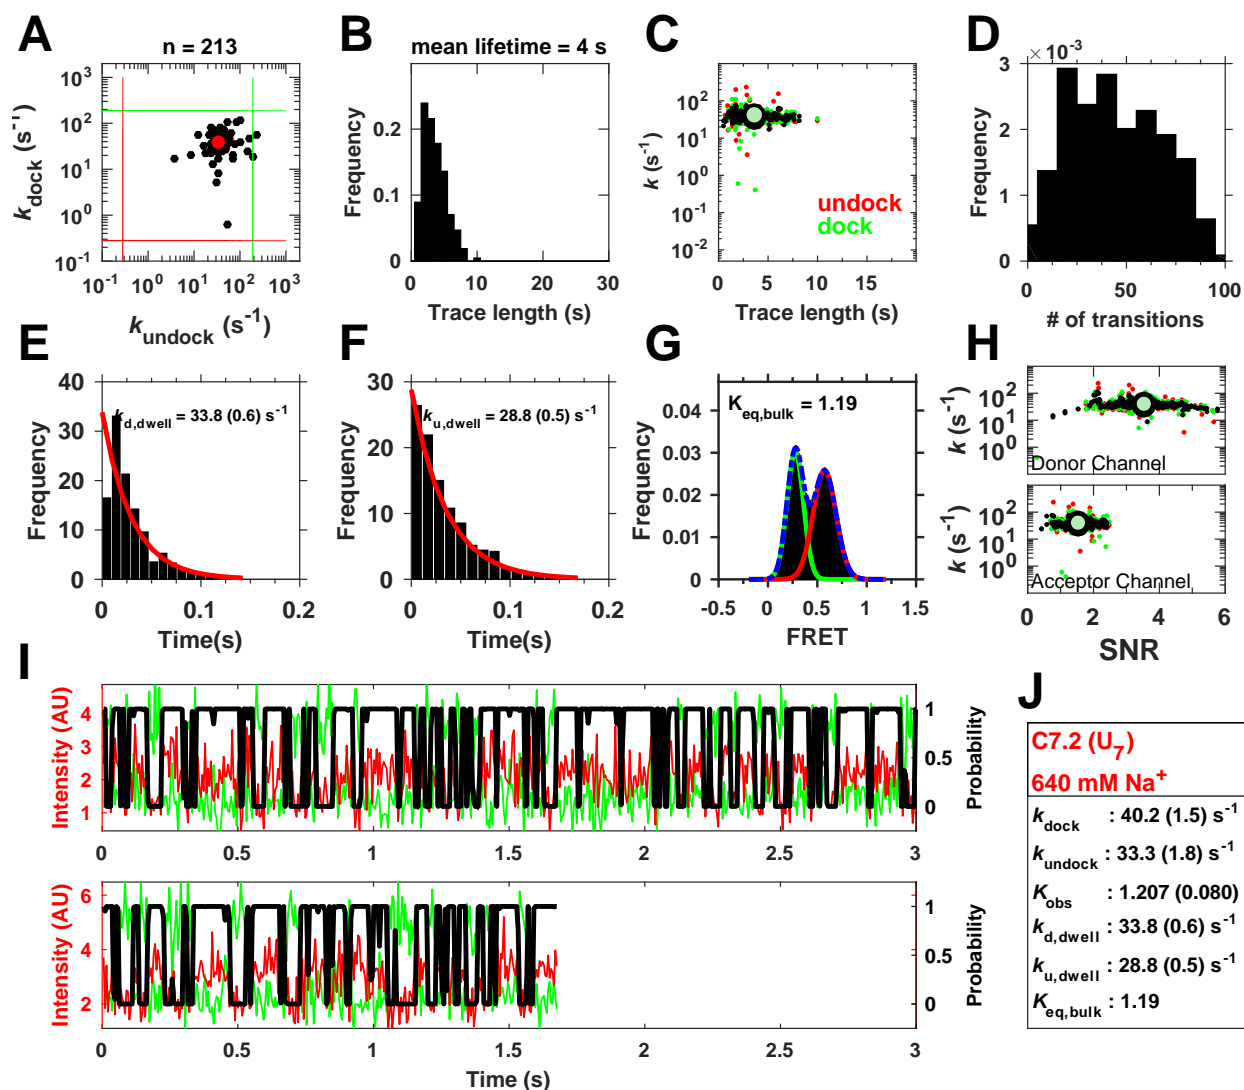 A
n = 213
k_dock (s⁻¹)
10³
10²
10¹
10⁰
10⁻¹
10⁻¹ 10⁰ 10¹ 10² 10³
k_undock (s⁻¹)
B
mean lifetime = 4 s
Frequency
0.2
0.1
0
0 10 20 30
Trace length (s)
C
k (s⁻¹)
10²
10¹
10⁰
10⁻¹
10⁻²
undock
dock
0 5 10 15
Trace length (s)
D
×10⁻³
Frequency
3
2
1
0
0 50 100
# of transitions
E
k_d,dwell = 33.8 (0.6) s⁻¹
Frequency
40
30
20
10
0
0 0.1 0.2
Time(s)
F
k_u,dwell = 28.8 (0.5) s⁻¹
Frequency
30
20
10
0
0 0.1 0.2
Time(s)
G
K_eq,bulk = 1.19
Frequency
0.04
0.03
0.02
0.01
0
-0.5 0 0.5 1 1.5
FRET
H
k (s⁻¹)
10²
10¹
10⁰
Donor Channel
k (s⁻¹)
10²
10¹
10⁰
Acceptor Channel
0 2 4 6
SNR
I
Intensity (AU)
4
3
2
1
1
0.5
0
Probability
0 0.5 1 1.5 2 2.5 3
Intensity (AU)
6
4
2
1
0.5
0
Probability
0 0.5 1 1.5 2 2.5 3
Time (s)
J
C7.2 (U₇)
640 mM Na⁺
k_dock : 40.2 (1.5) s⁻¹
k_undock : 33.3 (1.8) s⁻¹
K_obs : 1.207 (0.080)
k_d,dwell : 33.8 (0.6) s⁻¹
k_u,dwell : 28.8 (0.5) s⁻¹
K_eq,bulk : 1.19